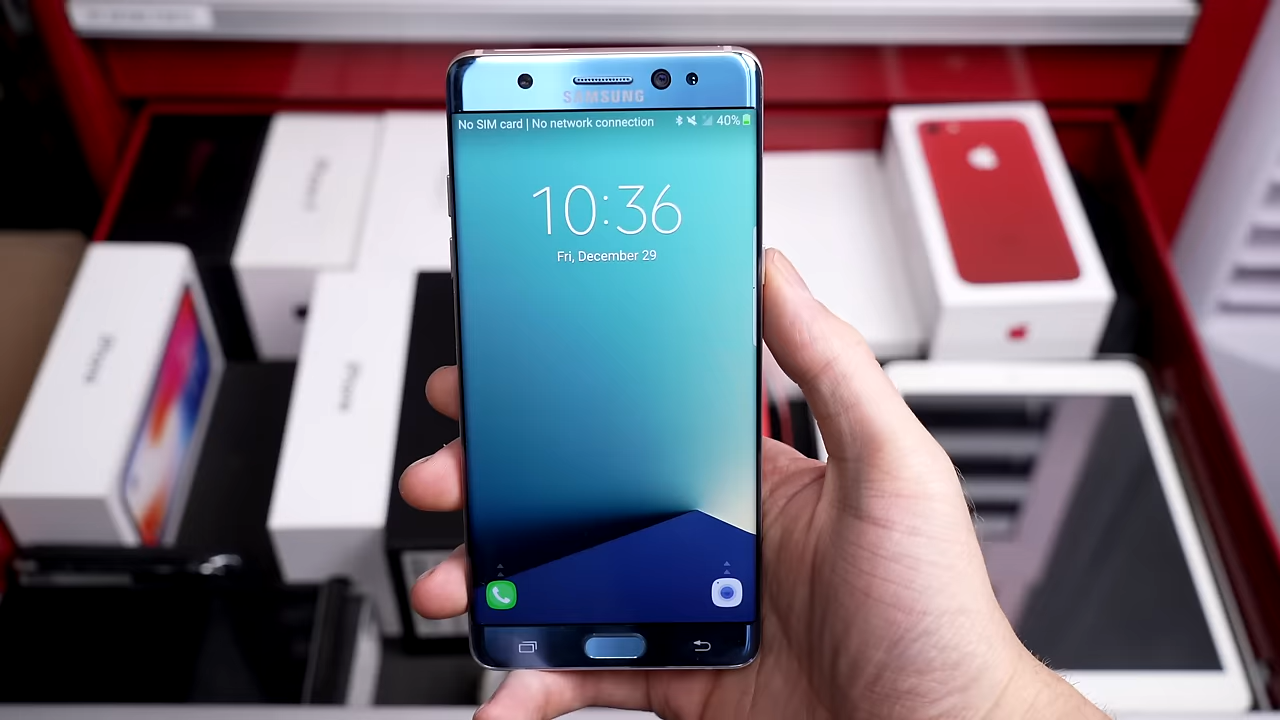 SAMSUNG
No SIM card | No network connection 40%
10:36
Fri, December 29